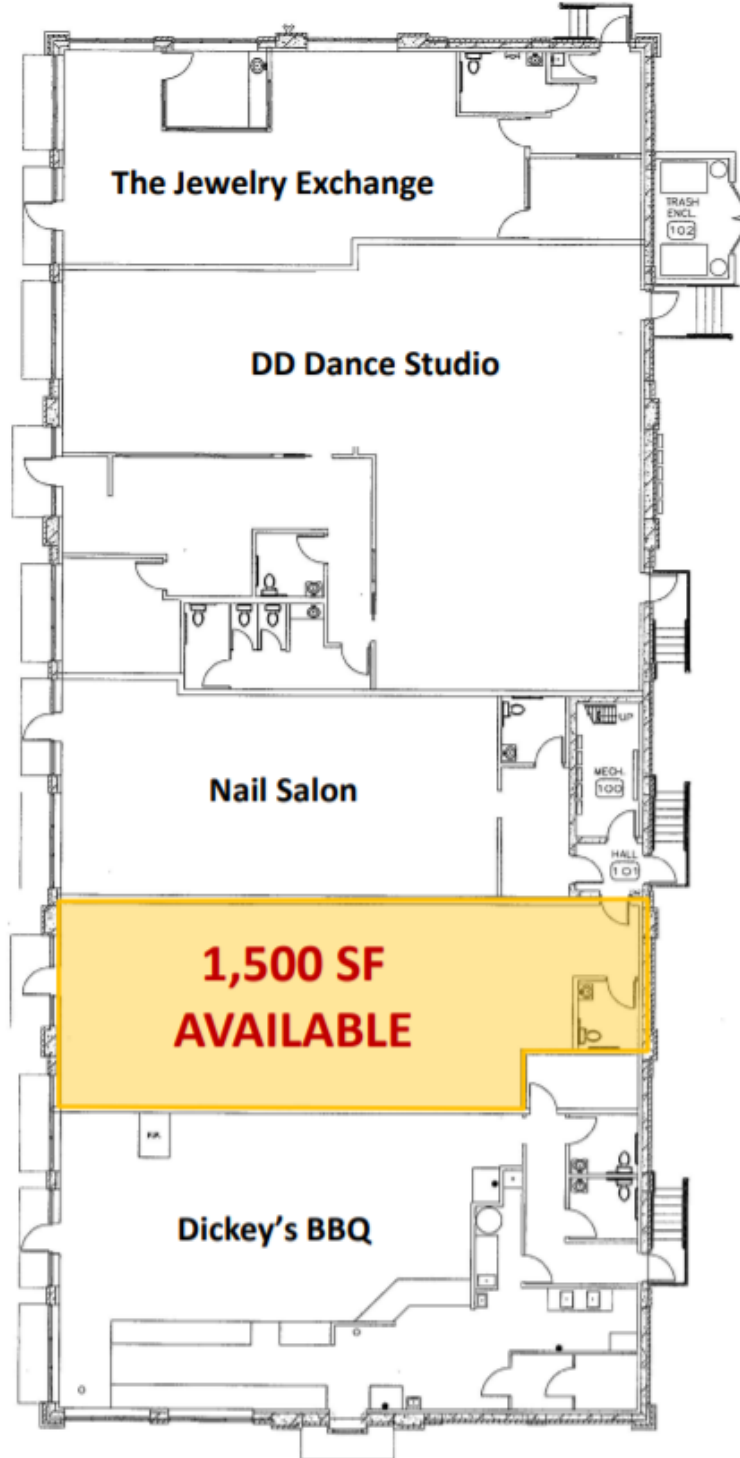 The Jewelry Exchange
TRASH
ENCL.
102
DD Dance Studio
UP
Nail Salon
MECH.
100
HALL
101
1,500 SF
AVAILABLE
Dickey’s BBQ